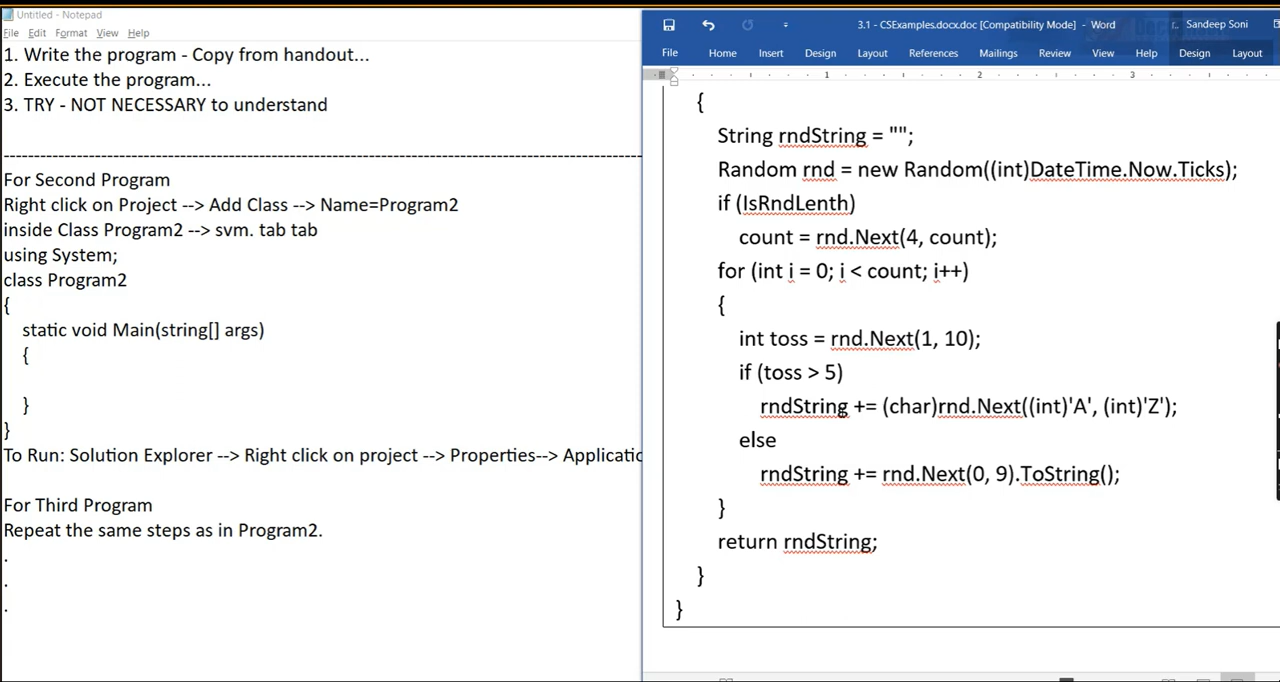 Untitled - Notepad
File Edit Format View Help
1. Write the program - Copy from handout...
2. Execute the program...
3. TRY - NOT NECESSARY to understand
--------------------------------------------------------------------------------
For Second Program
Right click on Project --> Add Class --> Name=Program2
inside Class Program2 --> svm. tab tab
using System;
class Program2
{
static void Main(string[] args)
{
}
}
To Run: Solution Explorer --> Right click on project --> Properties--> Applicatio
For Third Program
Repeat the same steps as in Program2.
.
.
.
3.1 - CSExamples.docx.doc [Compatibility Mode] - Word
Sandeep Soni
File Home Insert Design Layout References Mailings Review View Help Design Layout
1 2 3
{
String rndString = "";
Random rnd = new Random((int)DateTime.Now.Ticks);
if (IsRndLenth)
count = rnd.Next(4, count);
for (int i = 0; i < count; i++)
{
int toss = rnd.Next(1, 10);
if (toss > 5)
rndString += (char)rnd.Next((int)'A', (int)'Z');
else
rndString += rnd.Next(0, 9).ToString();
}
return rndString;
}
}